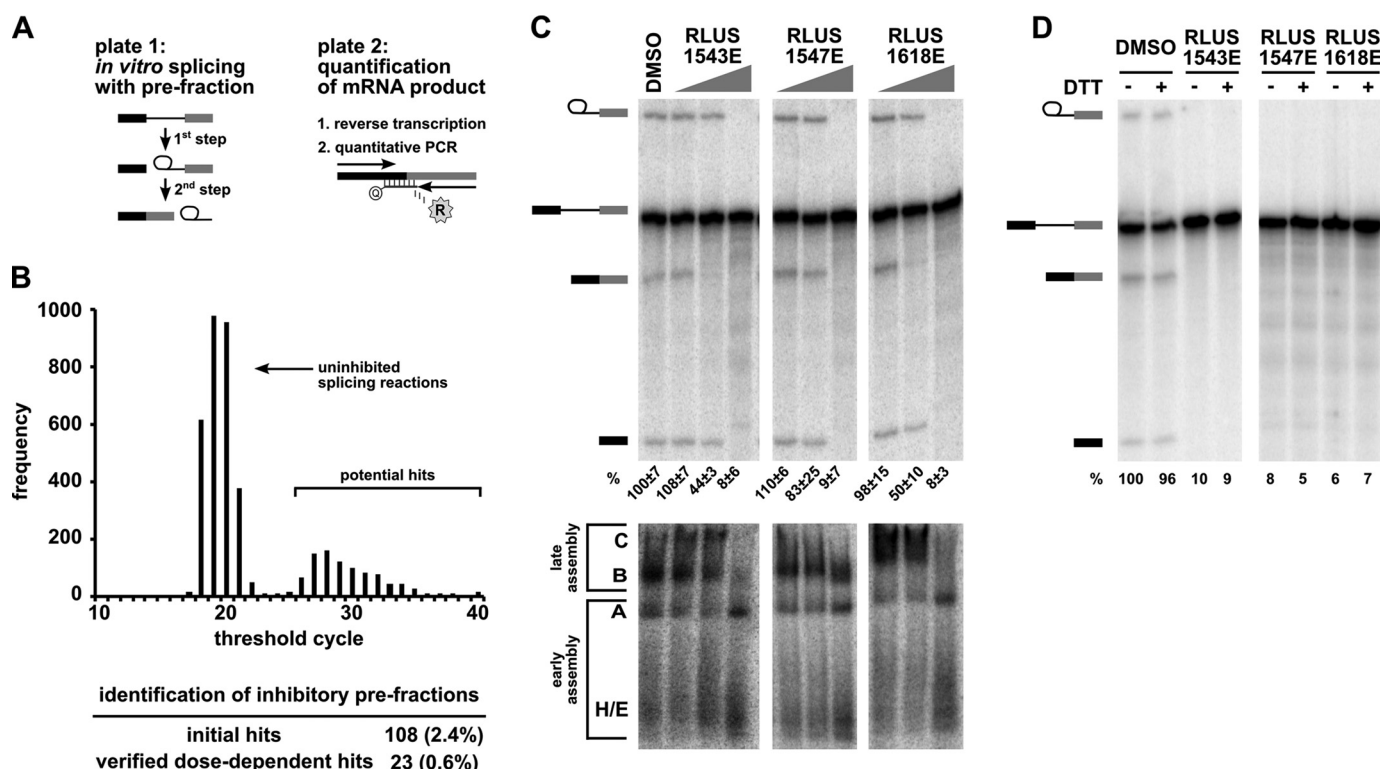 A
plate 1:
in vitro splicing
with pre-fraction
1st step
2nd step
plate 2:
quantification
of mRNA product
1. reverse transcription
2. quantitative PCR
Q
R
B
frequency
1000
800
600
400
200
0
uninhibited
splicing reactions
potential hits
10
20
30
40
threshold cycle
identification of inhibitory pre-fractions
initial hits 108 (2.4%)
verified dose-dependent hits 23 (0.6%)
C
DMSO
RLUS
1543E
RLUS
1547E
RLUS
1618E
% 100±7 108±7 44±3 8±6 110±6 83±25 9±7 98±15 50±10 8±3
late
assembly
C
B
early
assembly
A
H/E
D
DMSO
RLUS
1543E
RLUS
1547E
RLUS
1618E
DTT - + - + - + - +
% 100 96 10 9 8 5 6 7